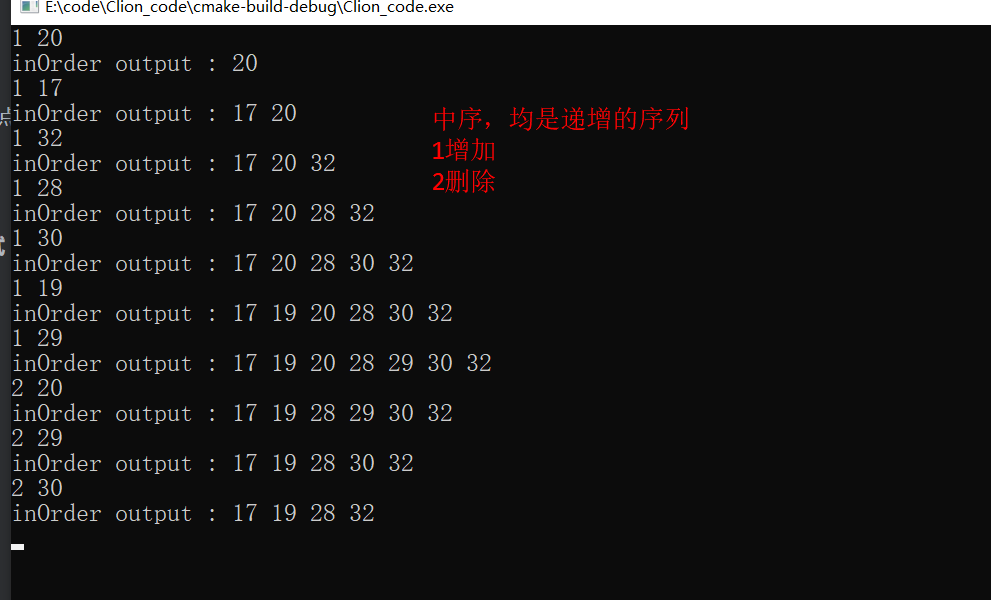 E:\code\Clion_code\cmake-build-debug\Clion_code.exe
1 20
inOrder output : 20
1 17
inOrder output : 17 20
1 32
inOrder output : 17 20 32
1 28
inOrder output : 17 20 28 32
1 30
inOrder output : 17 20 28 30 32
1 19
inOrder output : 17 19 20 28 30 32
1 29
inOrder output : 17 19 20 28 29 30 32
2 20
inOrder output : 17 19 28 29 30 32
2 29
inOrder output : 17 19 28 30 32
2 30
inOrder output : 17 19 28 32
中序，均是递增的序列
1增加
2删除